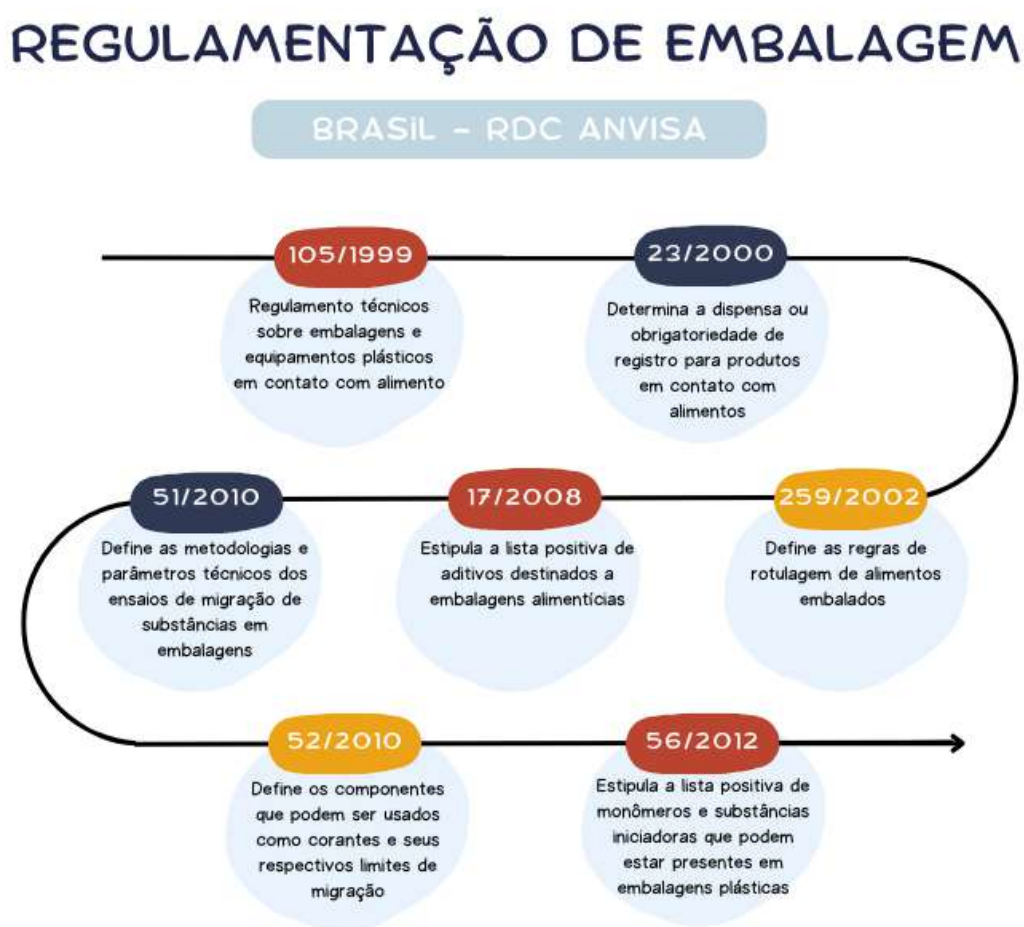 REGULAMENTAÇÃO DE EMBALAGEM
BRASIL - RDC ANVISA
105/1999
Regulamento técnicos
sobre embalagens e
equipamentos plásticos
em contato com alimento
23/2000
Determina a dispensa ou
obrigatoriedade de
registro para produtos
em contato com
alimentos
259/2002
Define as regras de
rotulagem de alimentos
embalados
17/2008
Estipula a lista positiva de
aditivos destinados a
embalagens alimentícias
51/2010
Define as metodologias e
parâmetros técnicos dos
ensaios de migração de
substâncias em
embalagens
52/2010
Define os componentes
que podem ser usados
como corantes e seus
respectivos limites de
migração
56/2012
Estipula a lista positiva de
monômeros e substâncias
iniciadoras que podem
estar presentes em
embalagens plásticas